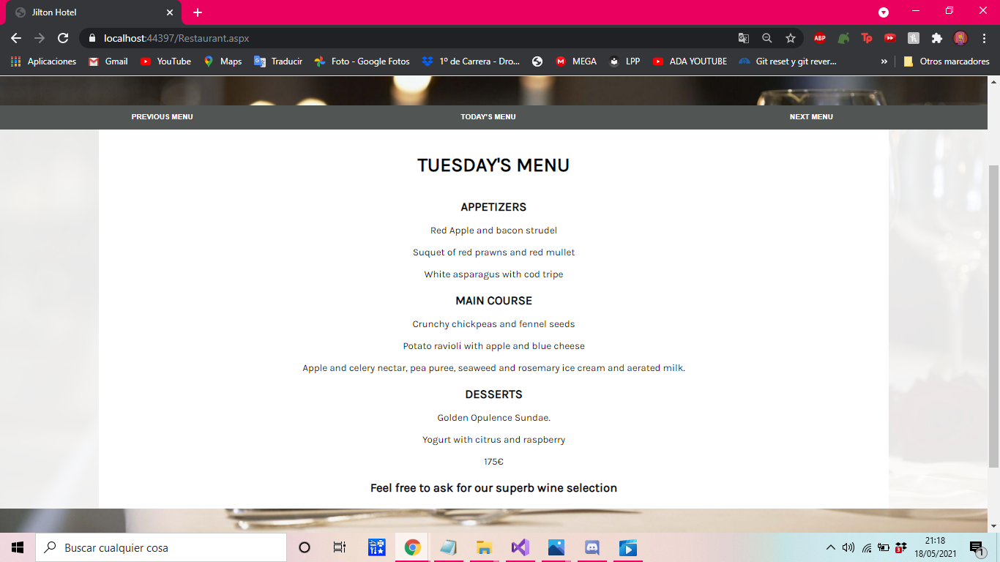 Jilton Hotel
localhost:44397/Restaurant.aspx
ABP
Tp
Aplicaciones Gmail YouTube Maps Traducir Foto - Google Fotos 1º de Carrera - Dro... MEGA LPP ADA YOUTUBE Git reset y git rever... » Otros marcadores
PREVIOUS MENU TODAY'S MENU NEXT MENU
TUESDAY'S MENU
APPETIZERS
Red Apple and bacon strudel
Suquet of red prawns and red mullet
White asparagus with cod tripe
MAIN COURSE
Crunchy chickpeas and fennel seeds
Potato ravioli with apple and blue cheese
Apple and celery nectar, pea puree, seaweed and rosemary ice cream and aerated milk.
DESSERTS
Golden Opulence Sundae.
Yogurt with citrus and raspberry
175€
Feel free to ask for our superb wine selection
Buscar cualquier cosa
3
21:18
18/05/2021
1